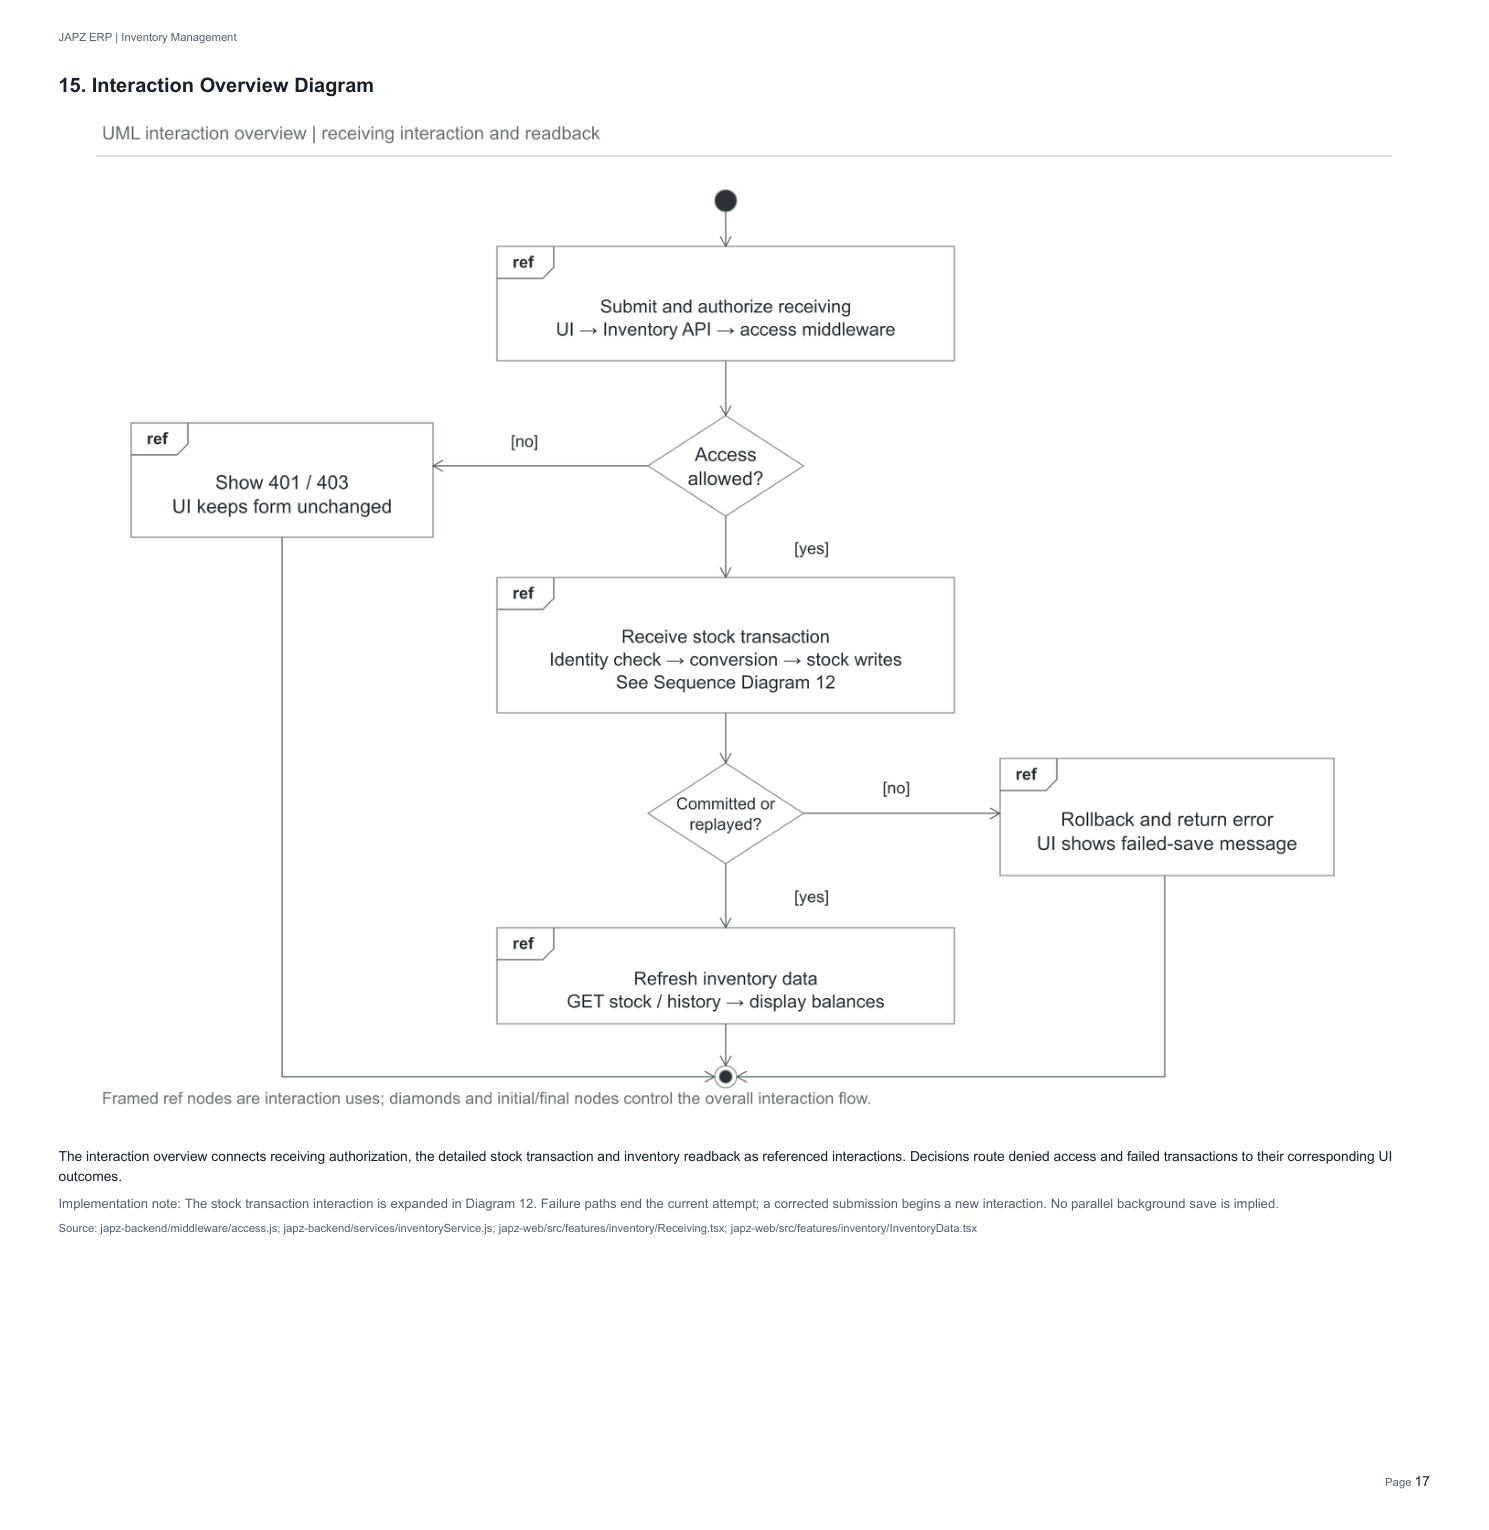 JAPZ ERP | Inventory Management
15. Interaction Overview Diagram
UML interaction overview | receiving interaction and readback
ref
Submit and authorize receiving
UI → Inventory API → access middleware
Access
allowed?
[no]
ref
Show 401 / 403
UI keeps form unchanged
[yes]
ref
Receive stock transaction
Identity check → conversion → stock writes
See Sequence Diagram 12
Committed or
replayed?
[no]
ref
Rollback and return error
UI shows failed-save message
[yes]
ref
Refresh inventory data
GET stock / history → display balances
Framed ref nodes are interaction uses; diamonds and initial/final nodes control the overall interaction flow.
The interaction overview connects receiving authorization, the detailed stock transaction and inventory readback as referenced interactions. Decisions route denied access and failed transactions to their corresponding UI
outcomes.
Implementation note: The stock transaction interaction is expanded in Diagram 12. Failure paths end the current attempt; a corrected submission begins a new interaction. No parallel background save is implied.
Source: japz-backend/middleware/access.js; japz-backend/services/inventoryService.js; japz-web/src/features/inventory/Receiving.tsx; japz-web/src/features/inventory/InventoryData.tsx
Page 17